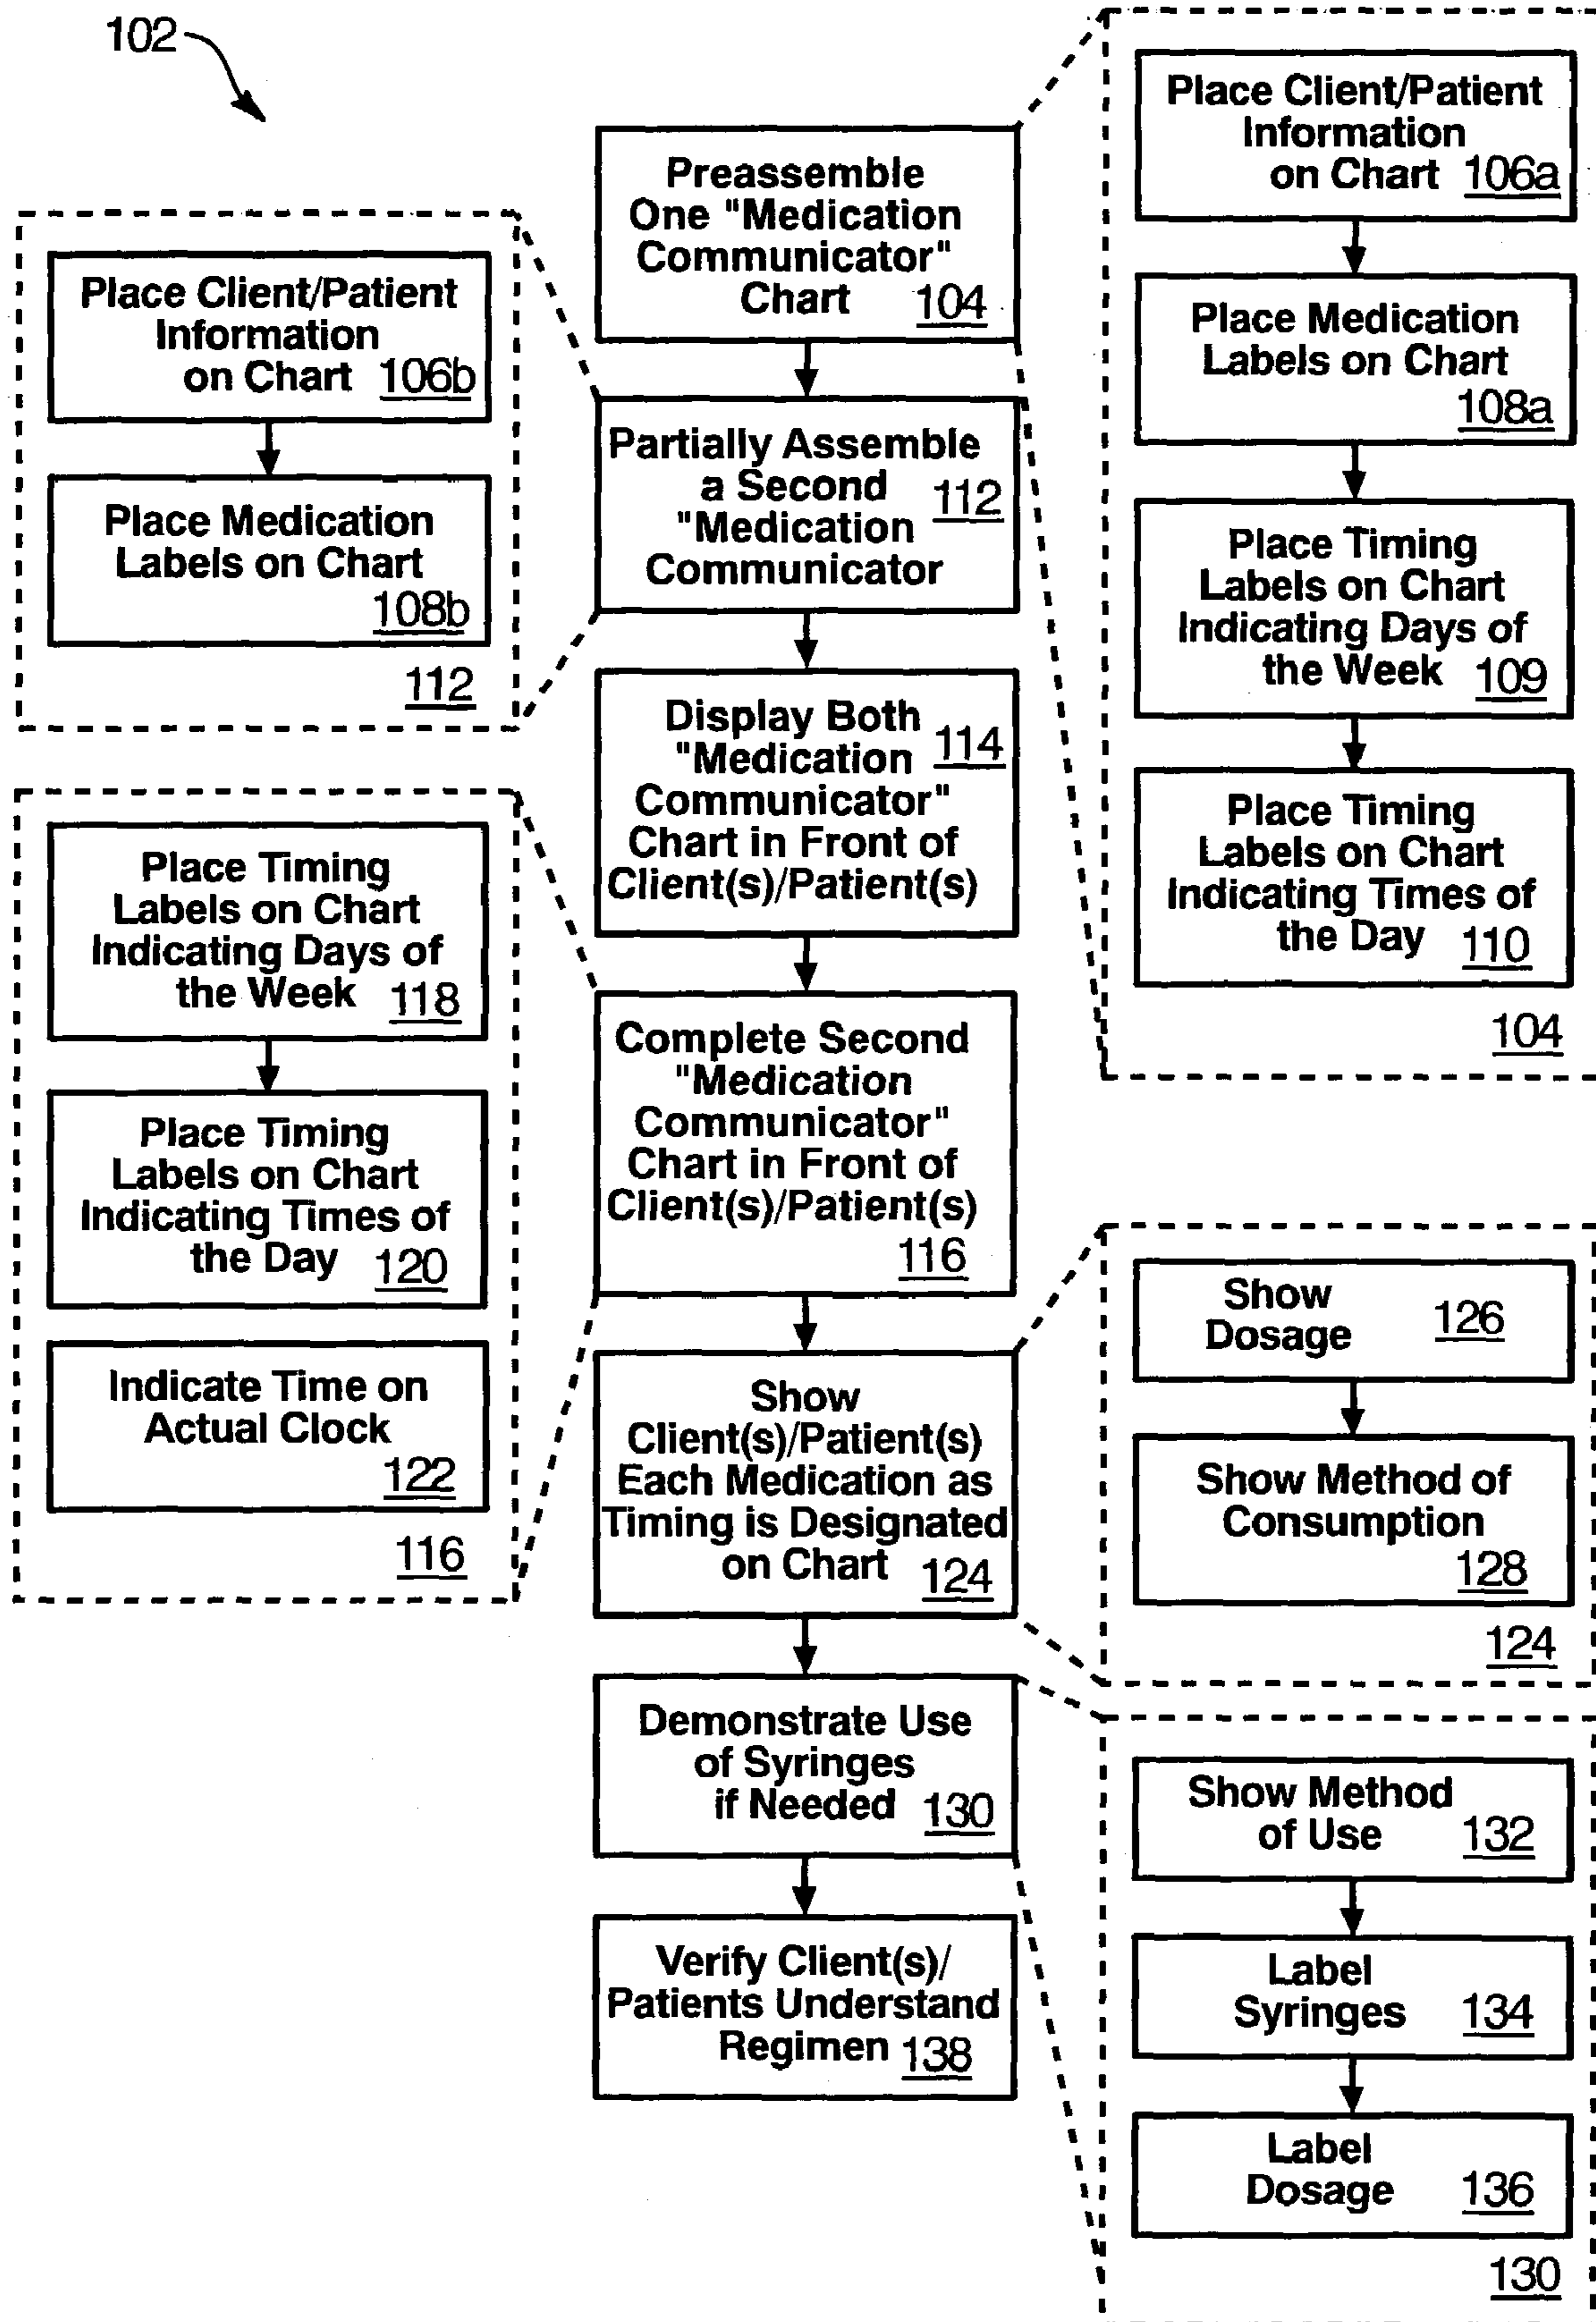 102
Preassemble
One "Medication
Communicator"
Chart 104
Partially Assemble
a Second 112
"Medication
Communicator
Display Both
"Medication 114
Communicator"
Chart in Front of
Client(s)/Patient(s)
Complete Second
"Medication
Communicator"
Chart in Front of
Client(s)/Patient(s)
116
Show
Client(s)/Patient(s)
Each Medication as
Timing is Designated
on Chart 124
Demonstrate Use
of Syringes
if Needed 130
Verify Client(s)/
Patients Understand
Regimen 138
Place Client/Patient
Information
on Chart 106b
Place Medication
Labels on Chart
108b
112
Place Timing
Labels on Chart
Indicating Days of
the Week 118
Place Timing
Labels on Chart
Indicating Times of
the Day 120
Indicate Time on
Actual Clock
122
116
Place Client/Patient
Information
on Chart 106a
Place Medication
Labels on Chart
108a
Place Timing
Labels on Chart
Indicating Days of
the Week 109
Place Timing
Labels on Chart
Indicating Times of
the Day 110
104
Show
Dosage 126
Show Method of
Consumption
128
124
Show Method
of Use 132
Label
Syringes 134
Label
Dosage 136
130